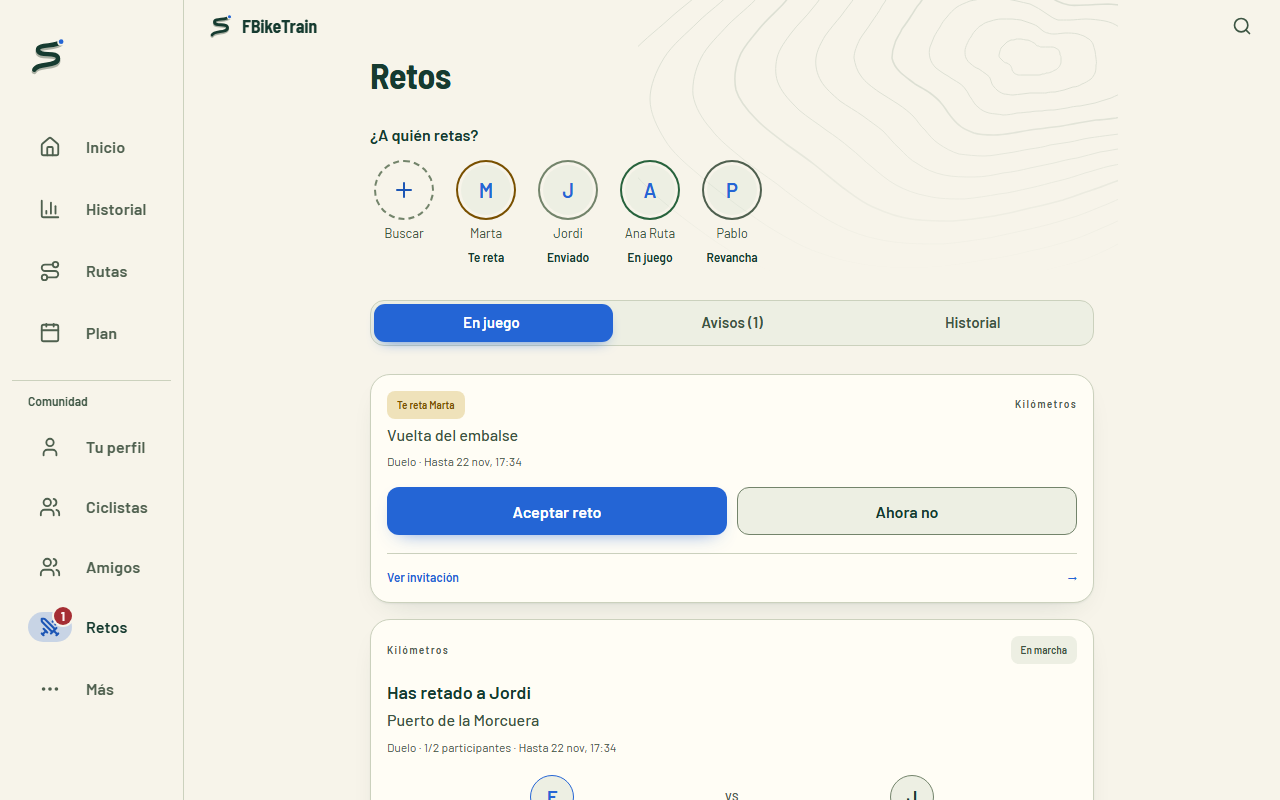 FBikeTrain
Inicio
Historial
Rutas
Plan
Comunidad
Tu perfil
Ciclistas
Amigos
1
Retos
Más
Retos
¿A quién retas?
M J A P
Buscar Marta Jordi Ana Ruta Pablo
Te reta Enviado En juego Revancha
En juego Avisos (1) Historial
Te reta Marta Kilómetros
Vuelta del embalse
Duelo · Hasta 22 nov, 17:34
Aceptar reto Ahora no
Ver invitación →
Kilómetros En marcha
Has retado a Jordi
Puerto de la Morcuera
Duelo · 1/2 participantes · Hasta 22 nov, 17:34
VS J